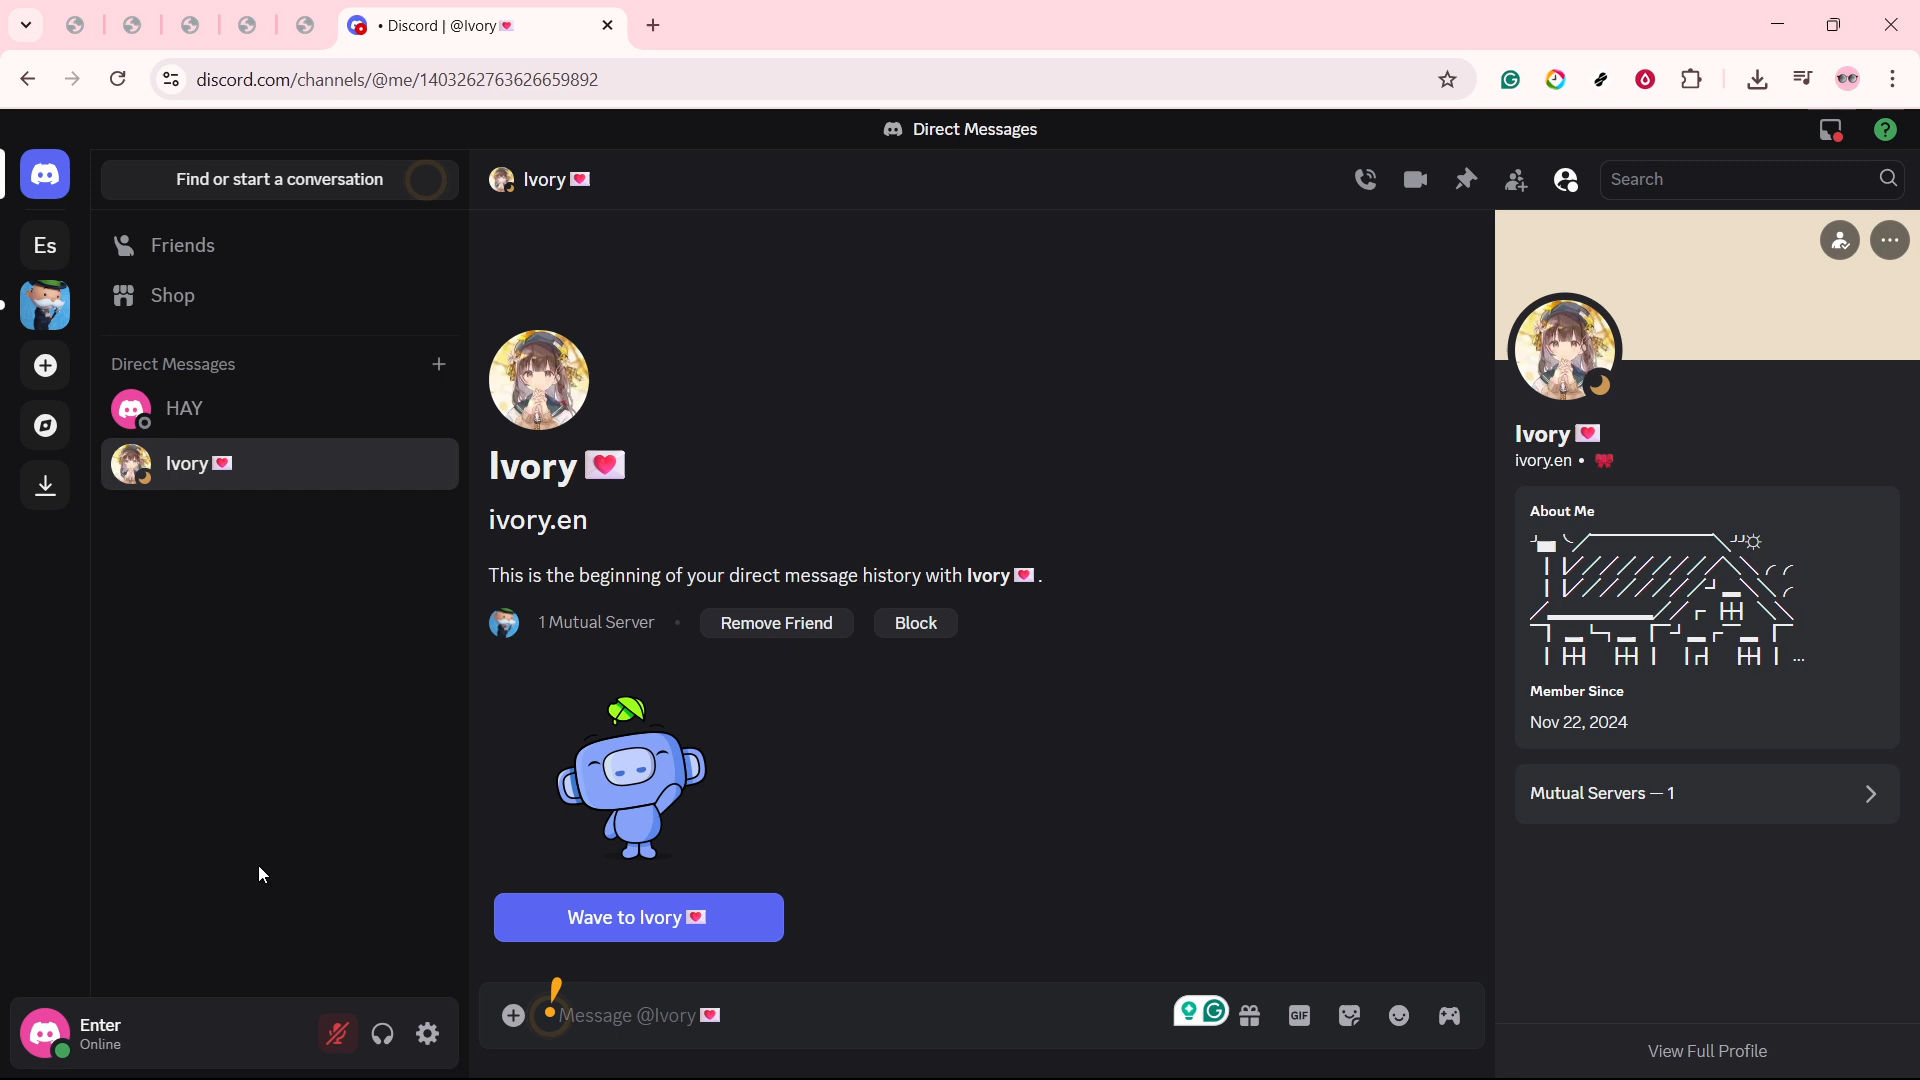 • Discord | @Ivory💌
discord.com/channels/@me/1403262763626659892
Direct Messages
Find or start a conversation
Ivory 💌
Search
Es
Friends
Shop
Direct Messages
HAY
Ivory 💌
Ivory 💌
ivory.en
This is the beginning of your direct message history with Ivory 💌.
1 Mutual Server • Remove Friend Block
Wave to Ivory 💌
Message @Ivory 💌
GIF
Enter
Online
Ivory 💌
ivory.en •
About Me
Member Since
Nov 22, 2024
Mutual Servers — 1
View Full Profile